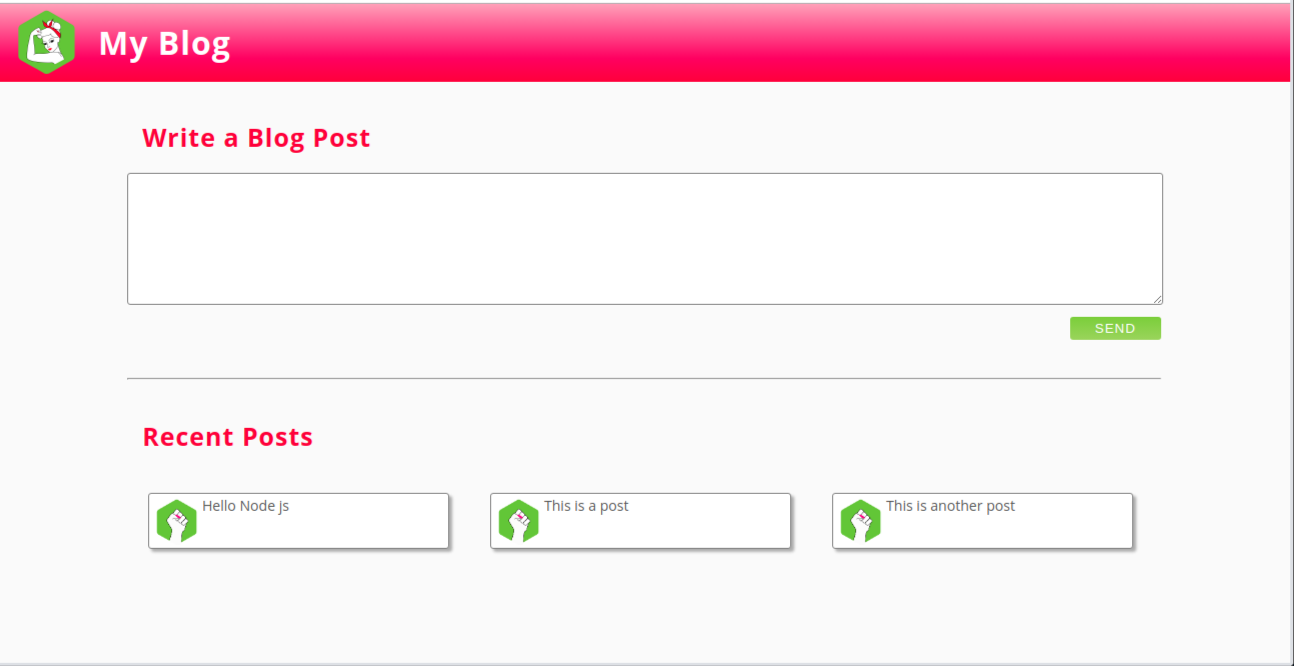 My Blog
Write a Blog Post
SEND
Recent Posts
Hello Node js
This is a post
This is another post